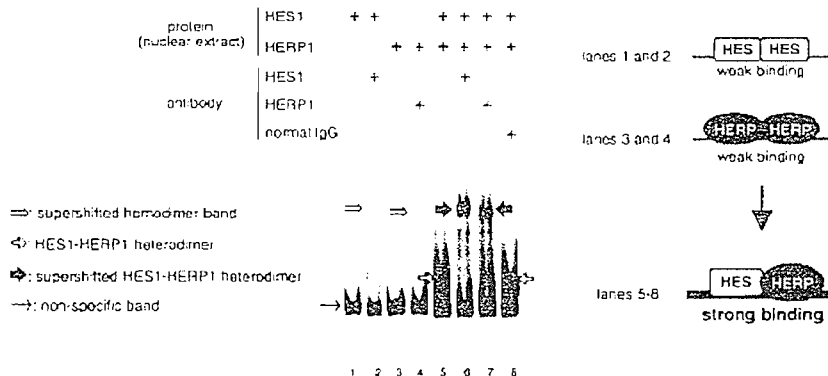 protein
(nuclear extract)
HES1 + + + + + +
HERP1 + + + + + +
antibody
HES1 + +
HERP1 + +
normal IgG +
lanes 1 and 2
HES HES
weak binding
lanes 3 and 4
HERP HERP
weak binding
lanes 5-8
HES HERP
strong binding
⇒: supershifted homodimer band
: HES1-HERP1 heterodimer
: supershifted HES1-HERP1 heterodimer
→: non-specific band
1 2 3 4 5 6 7 8